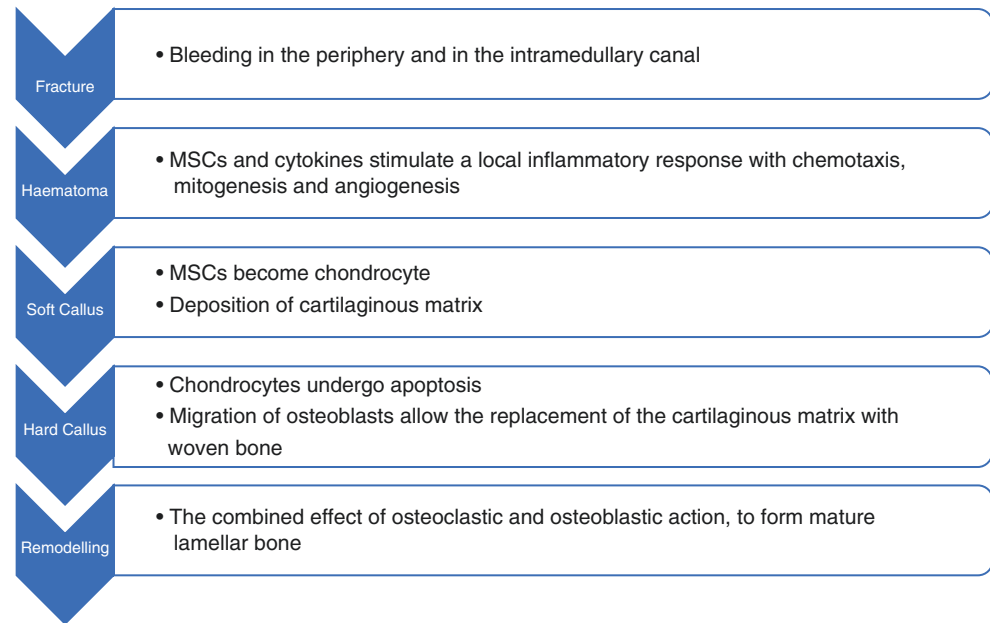 Fracture
• Bleeding in the periphery and in the intramedullary canal
Haematoma
• MSCs and cytokines stimulate a local inflammatory response with chemotaxis,
mitogenesis and angiogenesis
Soft Callus
• MSCs become chondrocyte
• Deposition of cartilaginous matrix
Hard Callus
• Chondrocytes undergo apoptosis
• Migration of osteoblasts allow the replacement of the cartilaginous matrix with
woven bone
Remodelling
• The combined effect of osteoclastic and osteoblastic action, to form mature
lamellar bone